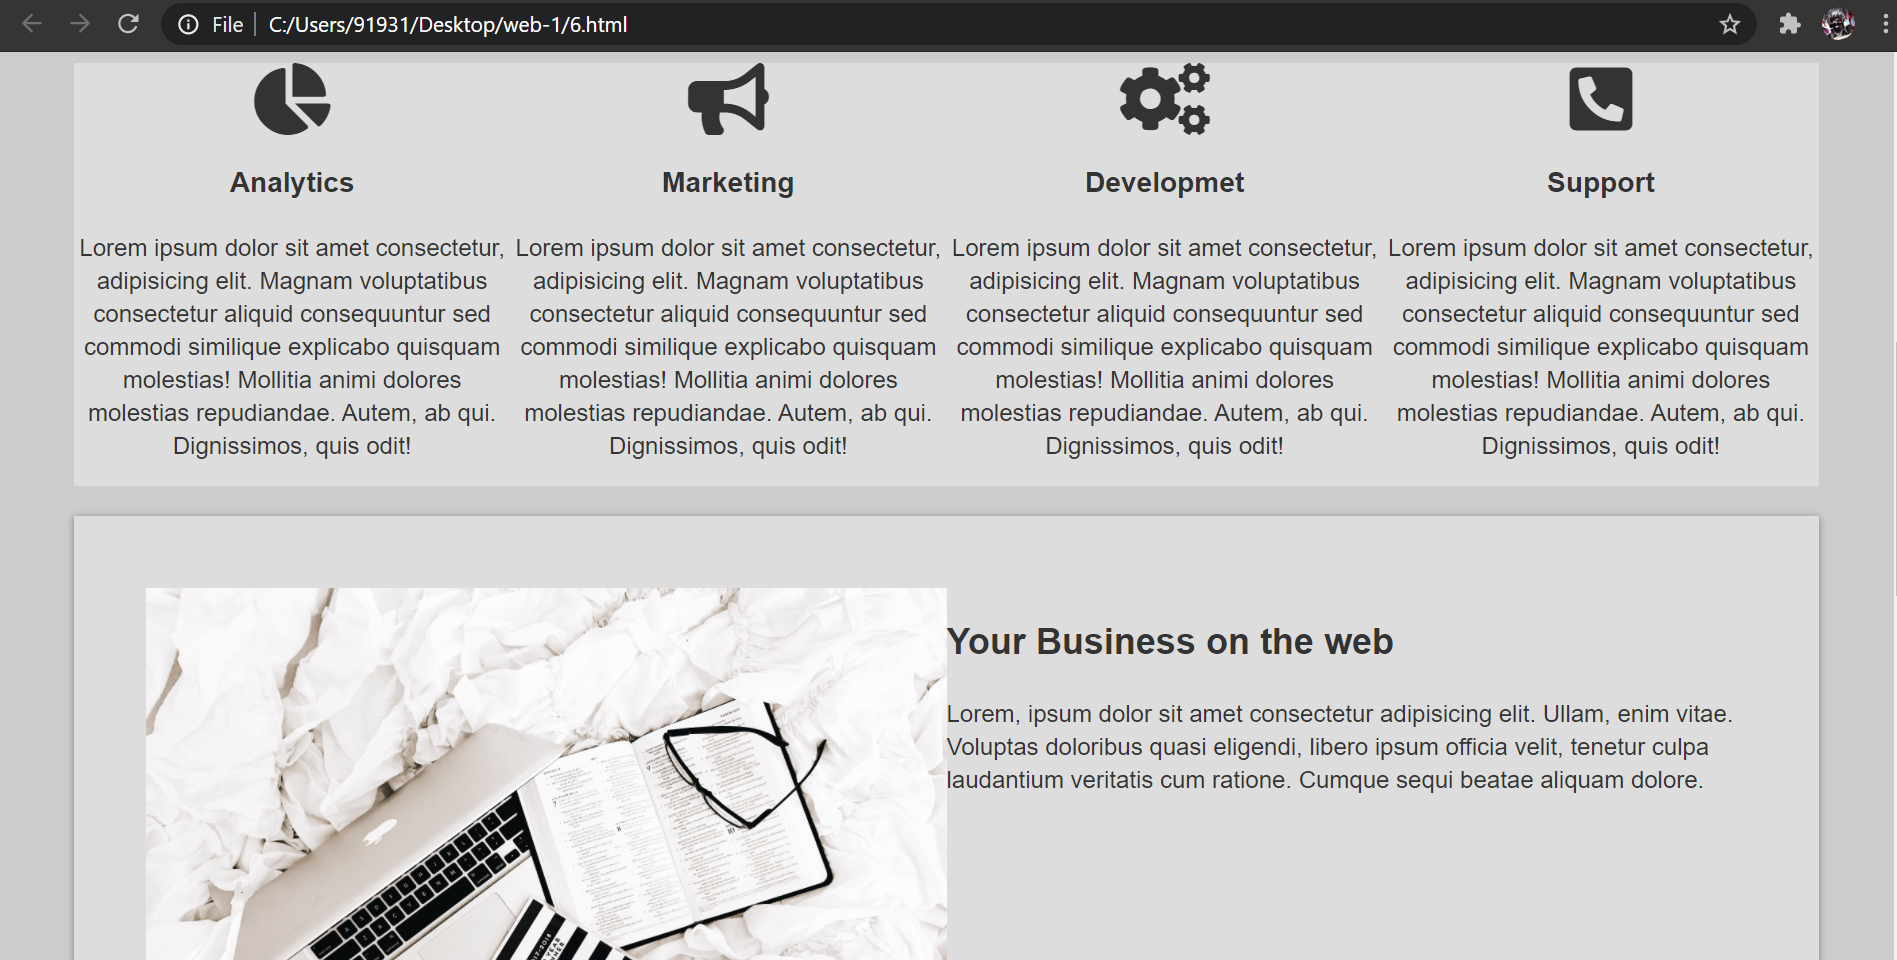 File C:/Users/91931/Desktop/web-1/6.html
Analytics
Lorem ipsum dolor sit amet consectetur,
adipisicing elit. Magnam voluptatibus
consectetur aliquid consequuntur sed
commodi similique explicabo quisquam
molestias! Mollitia animi dolores
molestias repudiandae. Autem, ab qui.
Dignissimos, quis odit!
Marketing
Lorem ipsum dolor sit amet consectetur,
adipisicing elit. Magnam voluptatibus
consectetur aliquid consequuntur sed
commodi similique explicabo quisquam
molestias! Mollitia animi dolores
molestias repudiandae. Autem, ab qui.
Dignissimos, quis odit!
Developmet
Lorem ipsum dolor sit amet consectetur,
adipisicing elit. Magnam voluptatibus
consectetur aliquid consequuntur sed
commodi similique explicabo quisquam
molestias! Mollitia animi dolores
molestias repudiandae. Autem, ab qui.
Dignissimos, quis odit!
Support
Lorem ipsum dolor sit amet consectetur,
adipisicing elit. Magnam voluptatibus
consectetur aliquid consequuntur sed
commodi similique explicabo quisquam
molestias! Mollitia animi dolores
molestias repudiandae. Autem, ab qui.
Dignissimos, quis odit!
Your Business on the web
Lorem, ipsum dolor sit amet consectetur adipisicing elit. Ullam, enim vitae.
Voluptas doloribus quasi eligendi, libero ipsum officia velit, tenetur culpa
laudantium veritatis cum ratione. Cumque sequi beatae aliquam dolore.